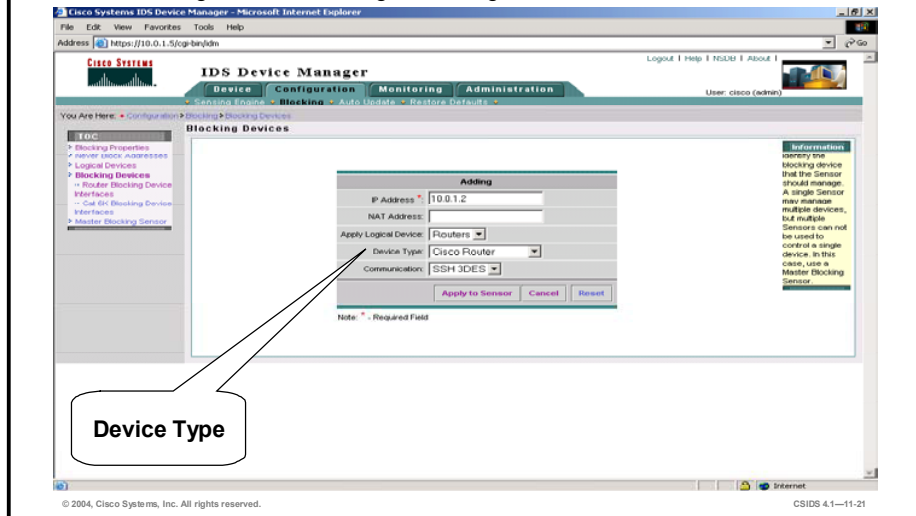 Cisco Systems IDS Device Manager - Microsoft Internet Explorer
File Edit View Favorites Tools Help
Address https://10.0.1.5/cgi-bin/idm Go
Cisco Systems
IDS Device Manager
Logout | Help | NSDB | About |
Device Configuration Monitoring Administration
User: cisco (admin)
Sensing Engine Blocking Auto Update Restore Defaults
You Are Here: Configuration Blocking Blocking Devices
Blocking Devices
TOC
Blocking Properties
Never Block Addresses
Logical Devices
Blocking Devices
Router Blocking Device
Interfaces
Cat 6K Blocking Device
Interfaces
Master Blocking Sensor
Adding
IP Address *: 10.0.1.2
NAT Address:
Apply Logical Device: Routers
Device Type: Cisco Router
Communication: SSH 3DES
Apply to Sensor Cancel Reset
Note: * - Required Field
Information
Identify the
blocking device
that the Sensor
should manage.
A single Sensor
may manage
multiple devices,
but multiple
Sensors can not
be used to
control a single
device. In this
case, use a
Master Blocking
Sensor.
Device Type
Internet
© 2004, Cisco Systems, Inc. All rights reserved.
CSIDS 4.1—11-21